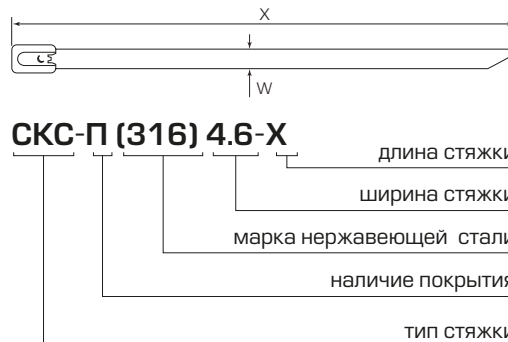 X
W
СКС-П (316) 4.6-X
длина стяжки
ширина стяжки
марка нержавеющей стали
наличие покрытия
тип стяжки